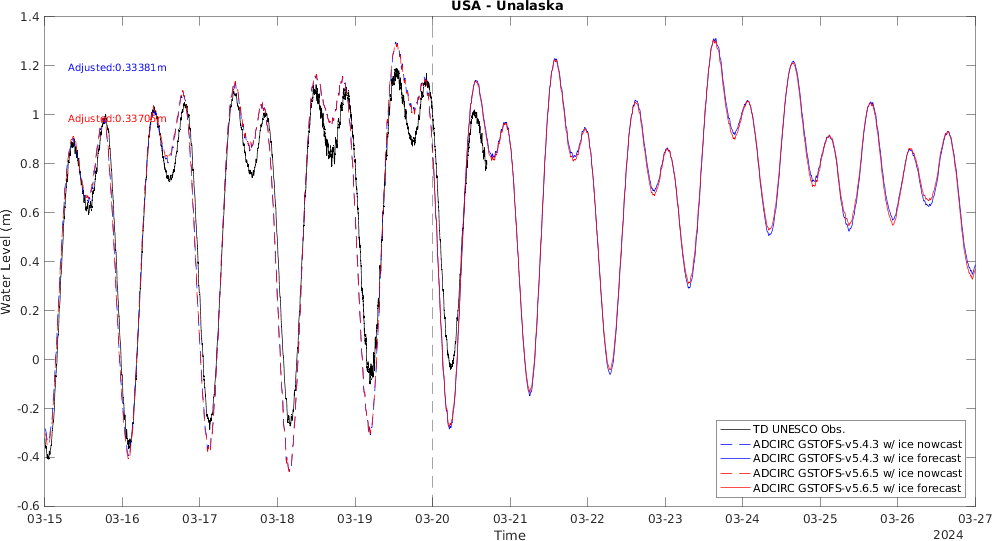 USA - Unalaska
1.4
1.2
1
0.8
0.6
0.4
0.2
0
-0.2
-0.4
-0.6
Water Level (m)
Adjusted:0.33381m
03-15
03-16
03-17
03-18
03-19
03-20
03-21
03-22
03-23
03-24
03-25
03-26
03-27
Time
2024
TD UNESCO Obs.
ADCIRC GSTOFS-v5.4.3 w/ ice nowcast
ADCIRC GSTOFS-v5.4.3 w/ ice forecast
ADCIRC GSTOFS-v5.6.5 w/ ice nowcast
ADCIRC GSTOFS-v5.6.5 w/ ice forecast